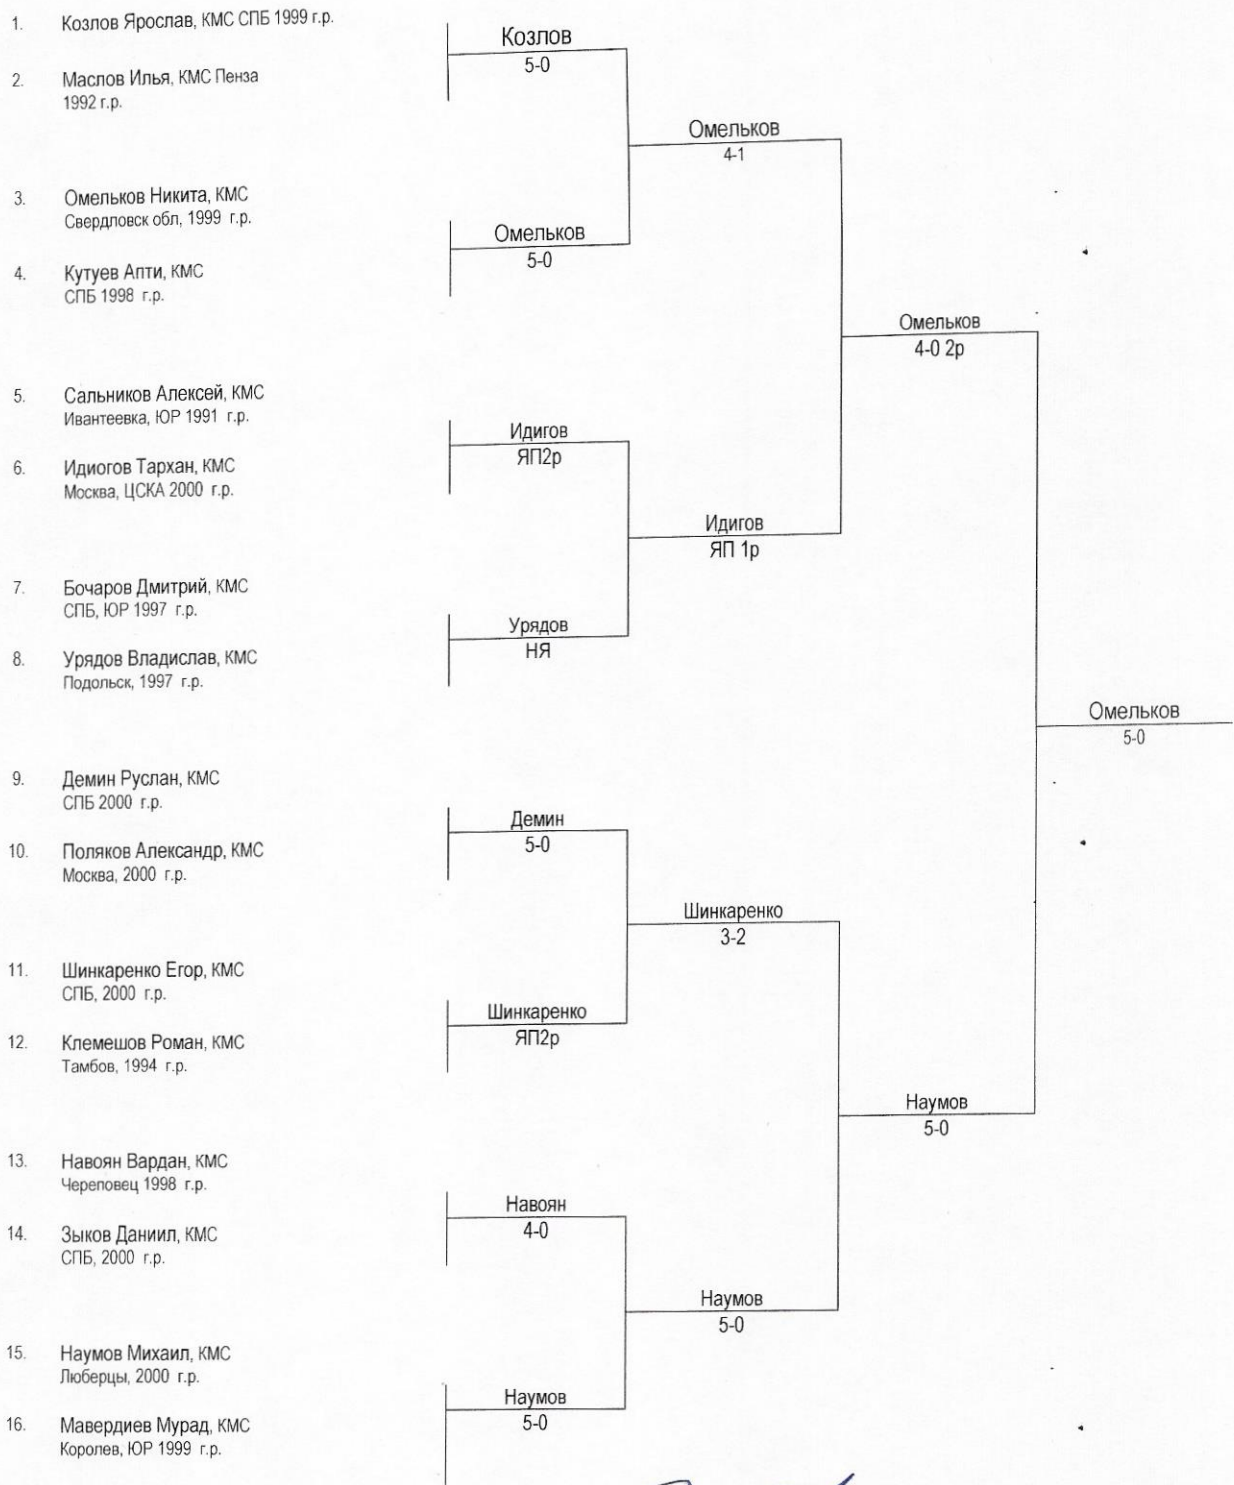 1. Козлов Ярослав, КМС СПБ 1999 г.р.
2. Маслов Илья, КМС Пенза
1992 г.р.
3. Омельков Никита, КМС
Свердловск обл, 1999 г.р.
4. Кутуев Апти, КМС
СПБ 1998 г.р.
5. Сальников Алексей, КМС
Ивантеевка, ЮР 1991 г.р.
6. Идиогов Тархан, КМС
Москва, ЦСКА 2000 г.р.
7. Бочаров Дмитрий, КМС
СПБ, ЮР 1997 г.р.
8. Урядов Владислав, КМС
Подольск, 1997 г.р.
9. Демин Руслан, КМС
СПБ 2000 г.р.
10. Поляков Александр, КМС
Москва, 2000 г.р.
11. Шинкаренко Егор, КМС
СПБ, 2000 г.р.
12. Клемешов Роман, КМС
Тамбов, 1994 г.р.
13. Навоян Вардан, КМС
Череповец 1998 г.р.
14. Зыков Даниил, КМС
СПБ, 2000 г.р.
15. Наумов Михаил, КМС
Люберцы, 2000 г.р.
16. Мавердиев Мурад, КМС
Королев, ЮР 1999 г.р.
Козлов
5-0
Омельков
5-0
Идигов
ЯП2р
Урядов
НЯ
Демин
5-0
Шинкаренко
ЯП2р
Навоян
4-0
Наумов
5-0
Омельков
4-1
Идигов
ЯП 1р
Шинкаренко
3-2
Наумов
5-0
Омельков
4-0 2р
Наумов
5-0
Омельков
5-0